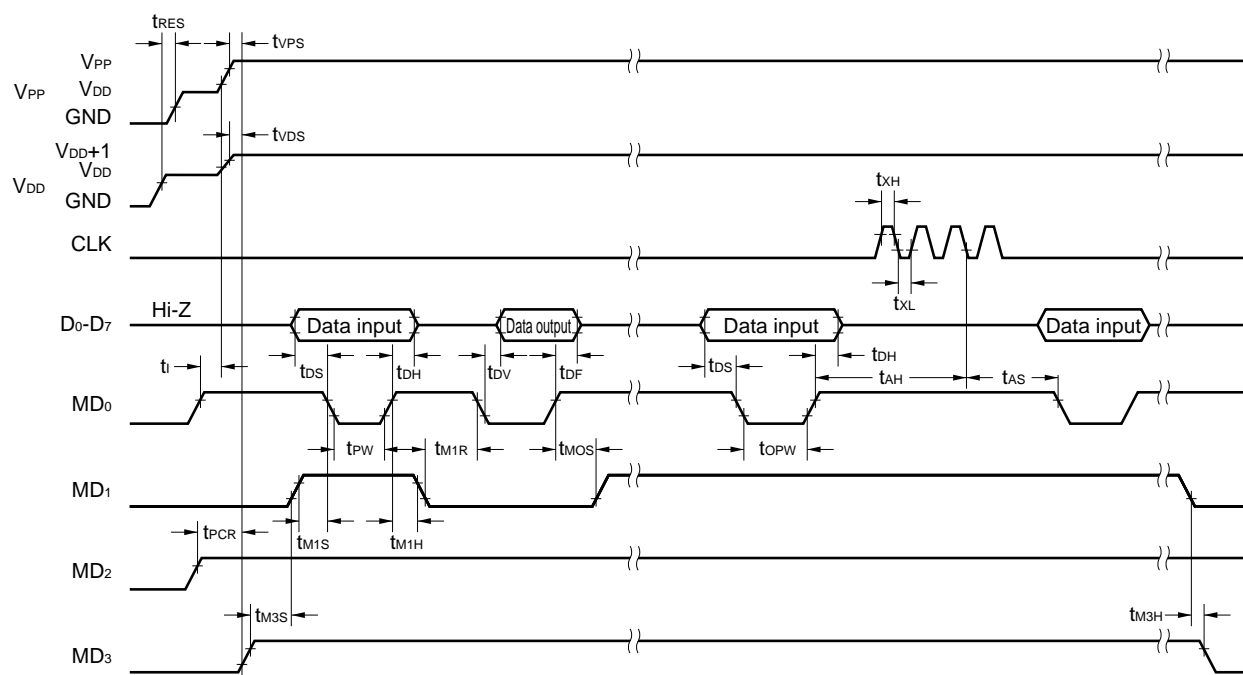 tRES
tVPS
VPP
VPP
VDD
GND
tVDS
VDD+1
VDD
VDD
GND
tXH
CLK
tXL
Hi-Z
D0-D7
Data input
Data output
Data input
Data input
tI
tDS
tDH
tDV
tDF
tDS
tDH
tAH
tAS
MD0
tPW
tM1R
tMOS
tOPW
MD1
tPCR
tM1S
tM1H
MD2
tM3S
tM3H
MD3